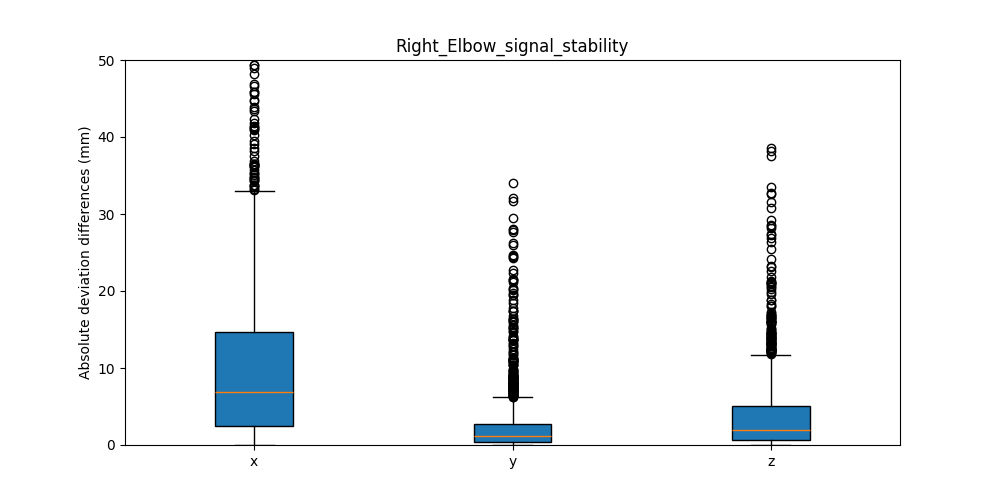 Right_Elbow_signal_stability
Absolute deviation differences (mm)
50
40
30
20
10
0
x y z